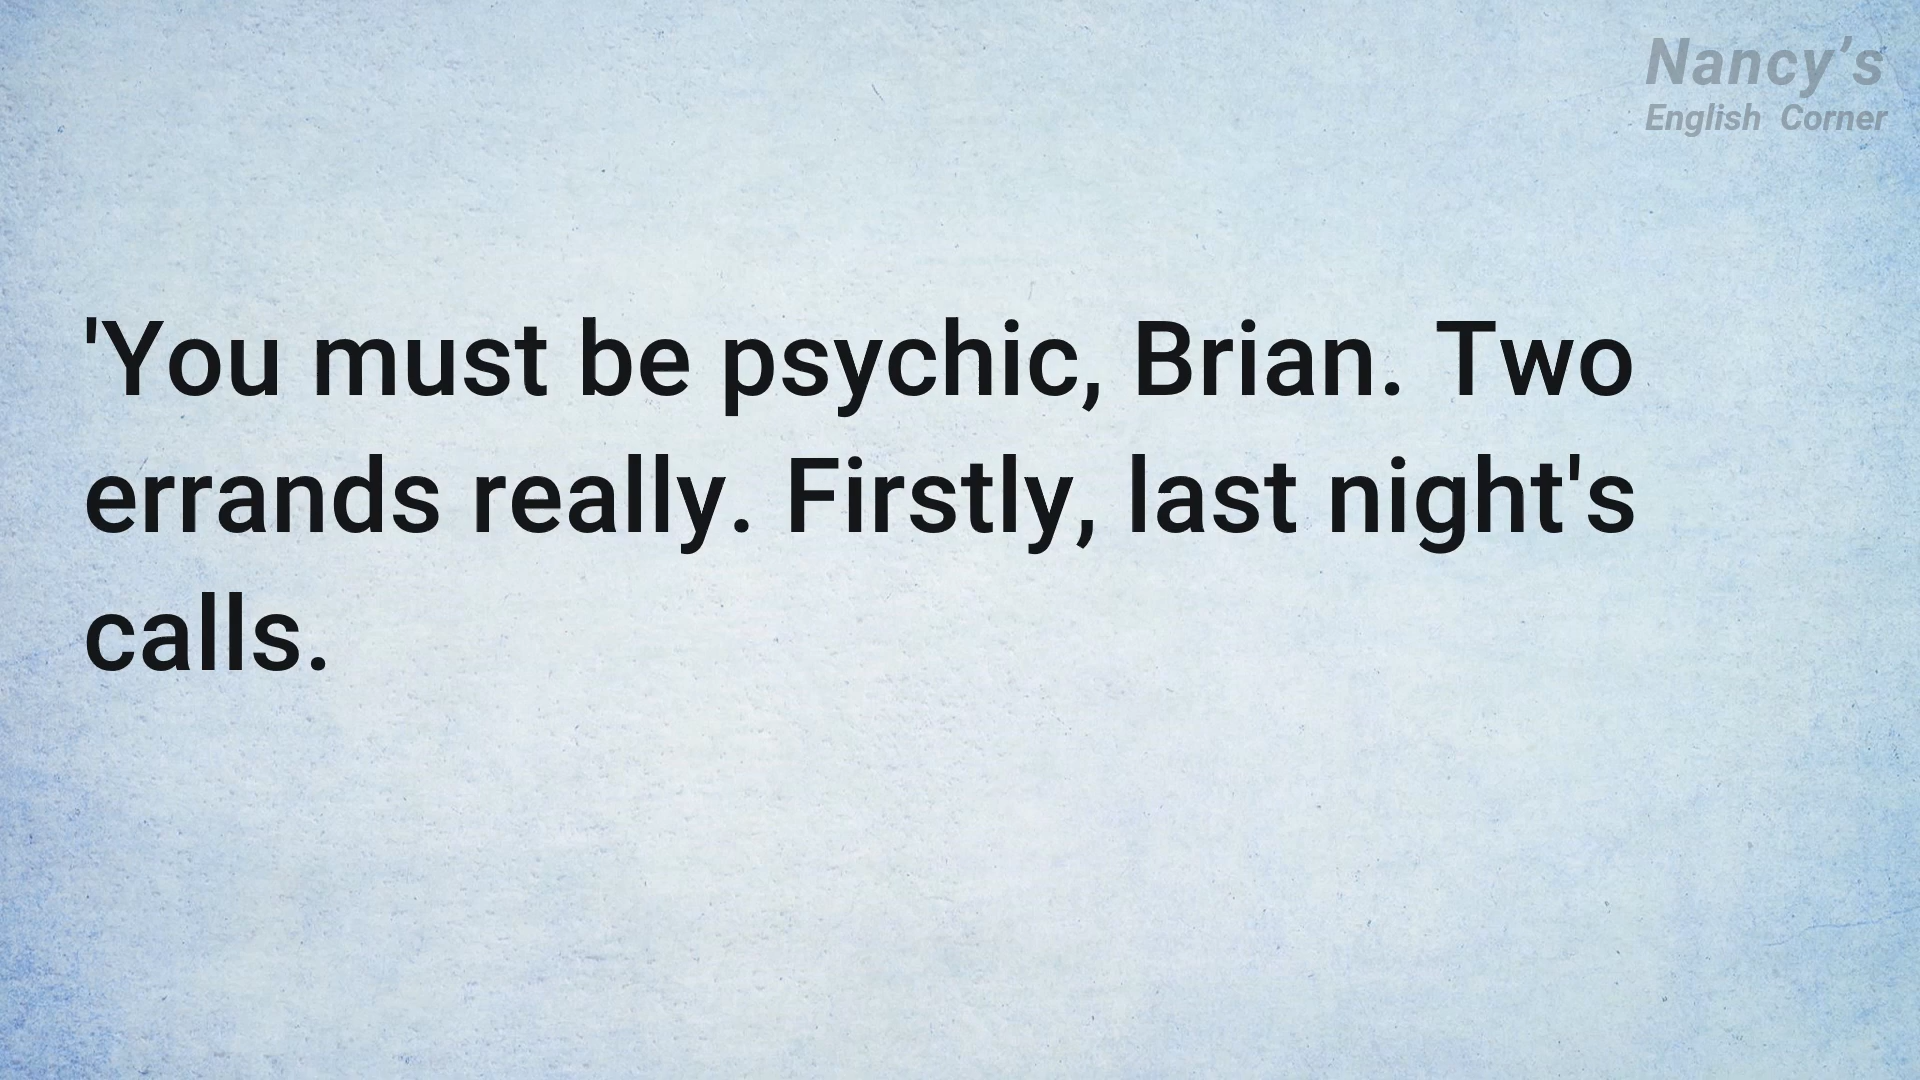 Nancy’s
English Corner
'You must be psychic, Brian. Two
errands really. Firstly, last night's
calls.